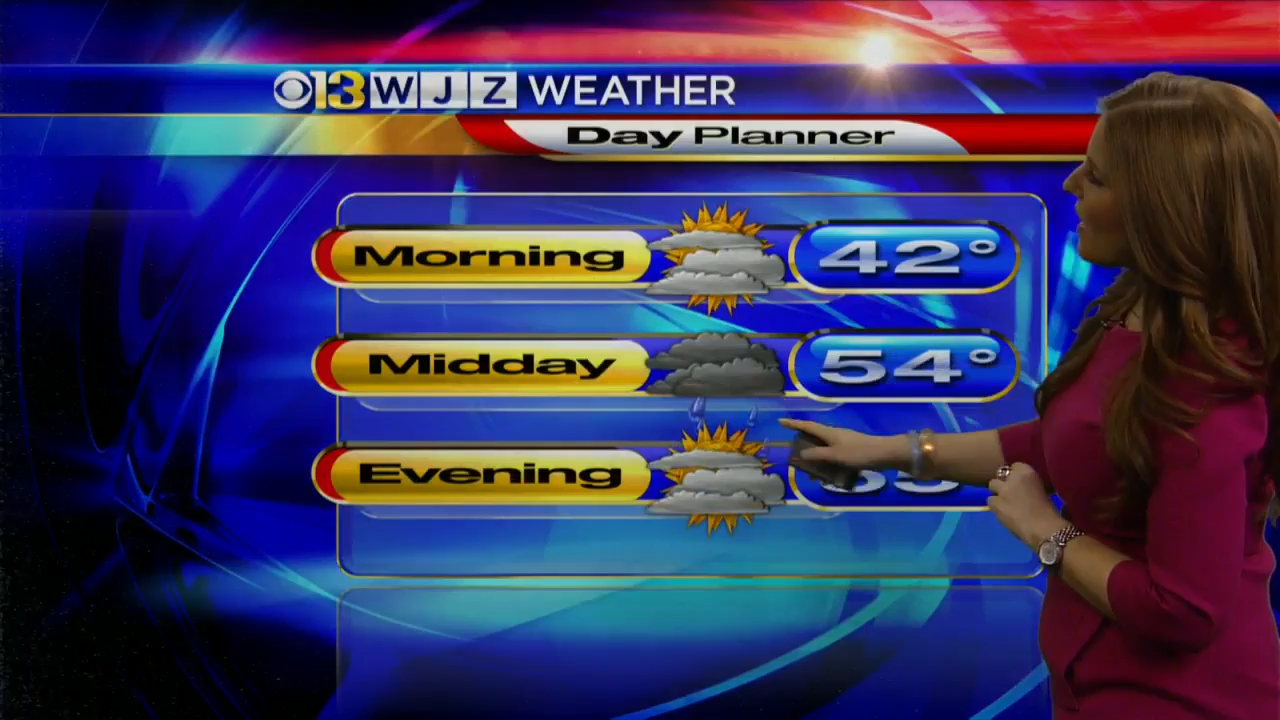 13 WJZ WEATHER
Day Planner
Morning 42°
Midday 54°
Evening